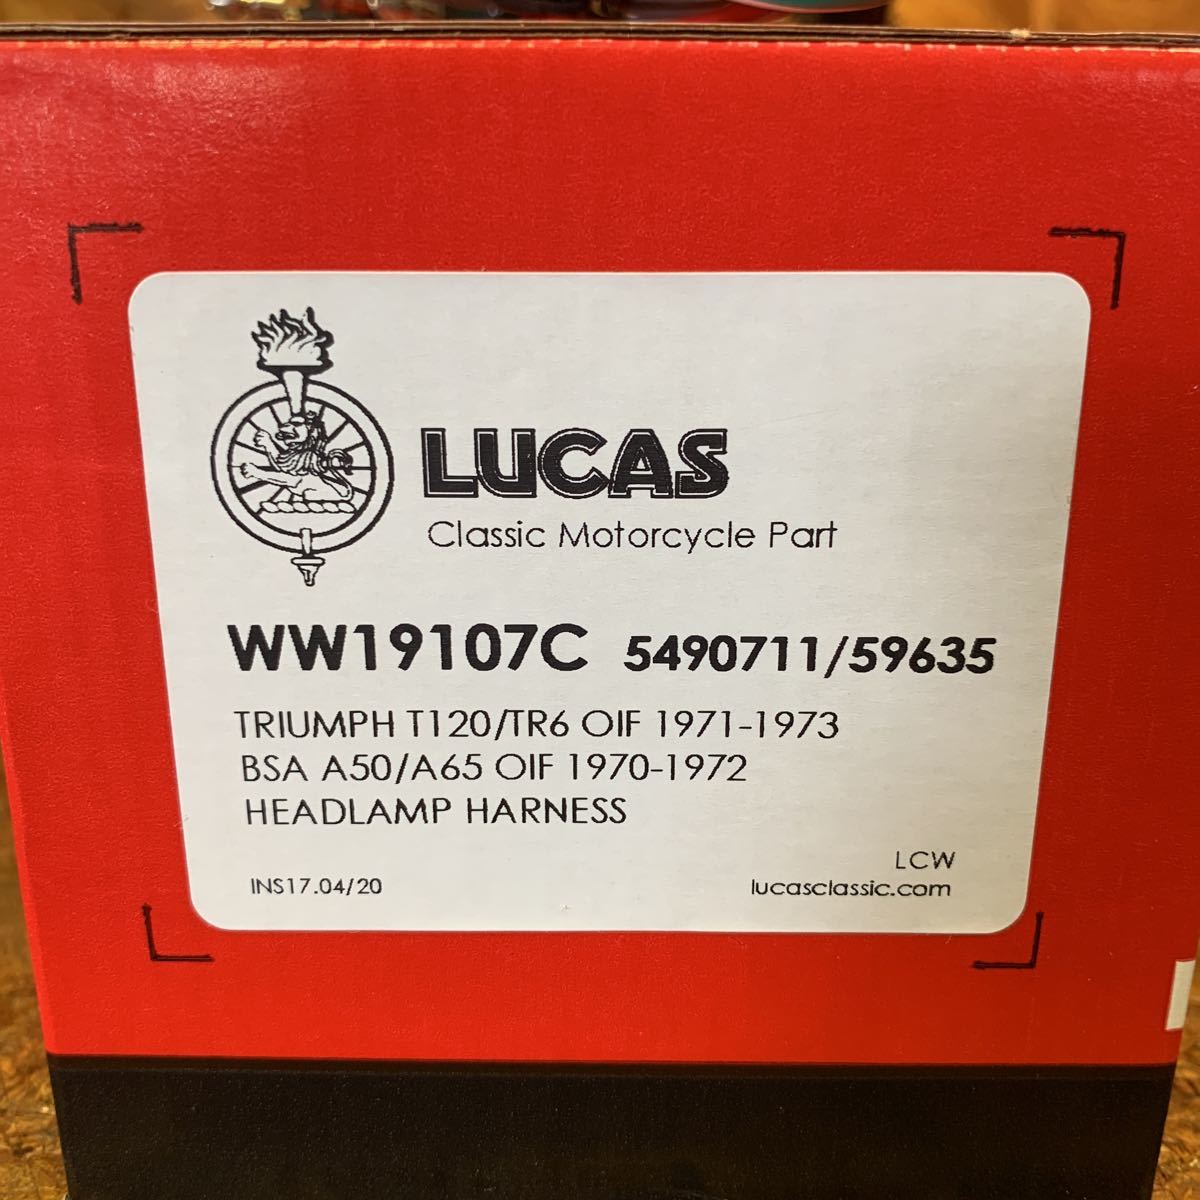 LUCAS
Classic Motorcycle Part
WW19107C 5490711/59635
TRIUMPH T120/TR6 OIF 1971-1973
BSA A50/A65 OIF 1970-1972
HEADLAMP HARNESS
LCW
INS17.04/20 lucasclassic.com